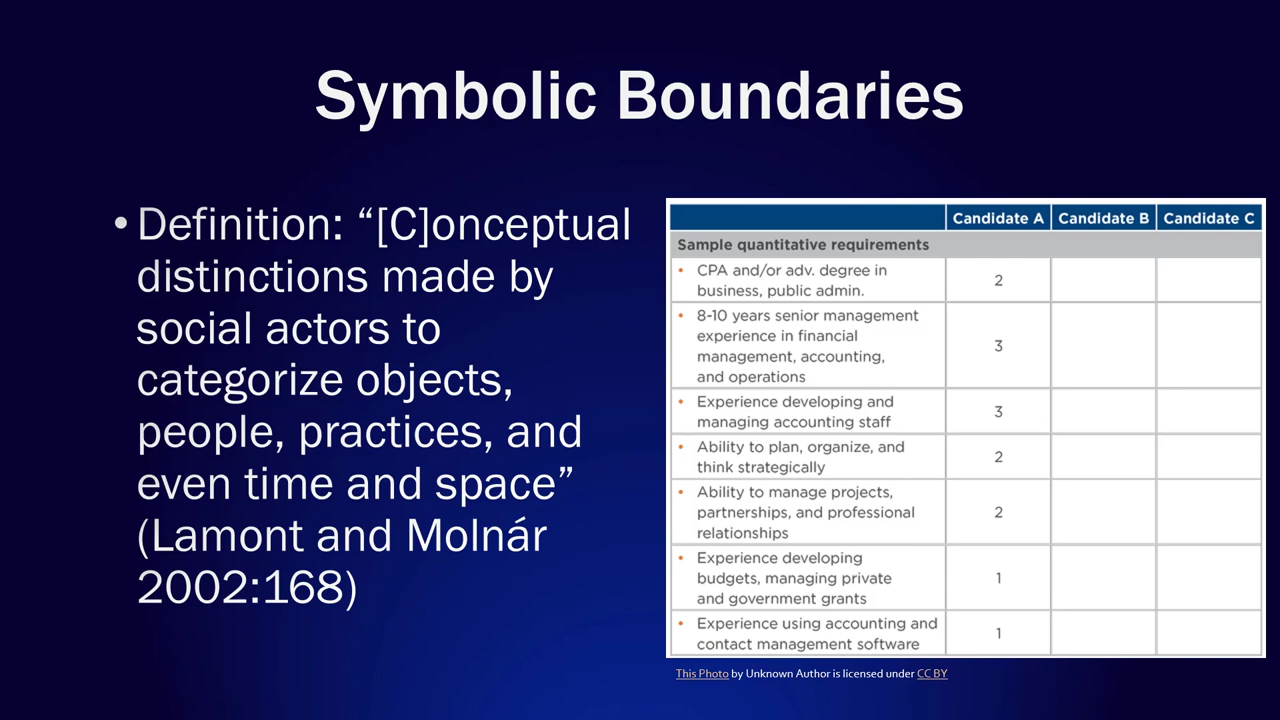 Symbolic Boundaries
• Definition: “[C]onceptual
distinctions made by
social actors to
categorize objects,
people, practices, and
even time and space”
(Lamont and Molnár
2002:168)
Candidate A Candidate B Candidate C
Sample quantitative requirements
• CPA and/or adv. degree in
business, public admin.
2
• 8-10 years senior management
experience in financial
management, accounting,
and operations
3
• Experience developing and
managing accounting staff
3
• Ability to plan, organize, and
think strategically
2
• Ability to manage projects,
partnerships, and professional
relationships
2
• Experience developing
budgets, managing private
and government grants
1
• Experience using accounting and
contact management software
1
This Photo by Unknown Author is licensed under CC BY